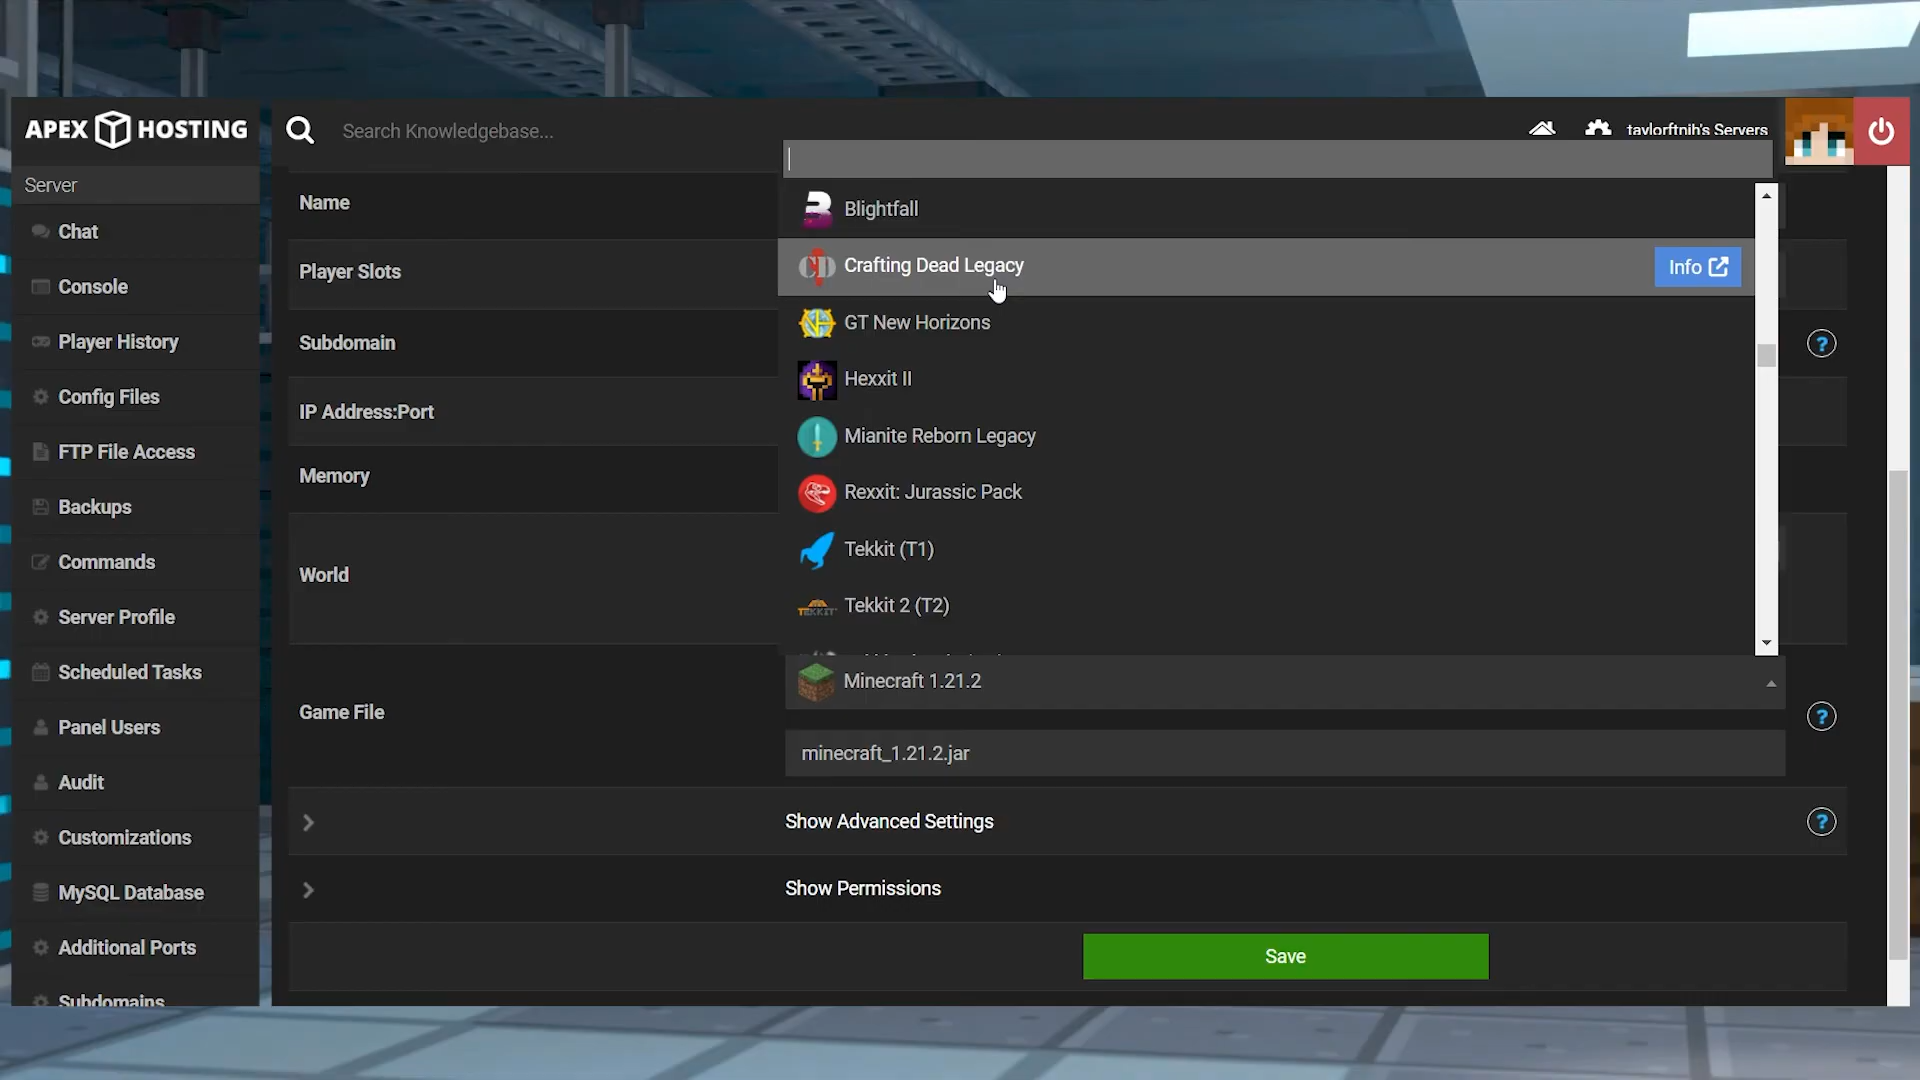 APEX HOSTING
Search Knowledgebase...
tavlorftnih's Servers
Server
Chat
Console
Player History
Config Files
FTP File Access
Backups
Commands
Server Profile
Scheduled Tasks
Panel Users
Audit
Customizations
MySQL Database
Additional Ports
Subdomains
Name
Player Slots
Subdomain
IP Address:Port
Memory
World
Game File
Blightfall
Crafting Dead Legacy
Info
GT New Horizons
Hexxit II
Mianite Reborn Legacy
Rexxit: Jurassic Pack
Tekkit (T1)
TEKKIT
Tekkit 2 (T2)
Minecraft 1.21.2
minecraft_1.21.2.jar
?
?
Show Advanced Settings
?
Show Permissions
Save